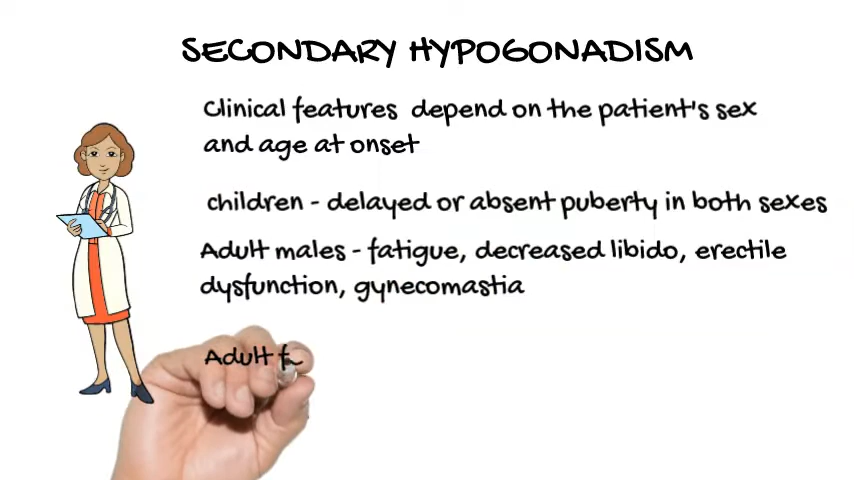 SECONDARY HYPOGONADISM
Clinical features depend on the patient's sex
and age at onset
children - delayed or absent puberty in both sexes
Adult males - fatigue, decreased libido, erectile
dysfunction, gynecomastia
Adult f